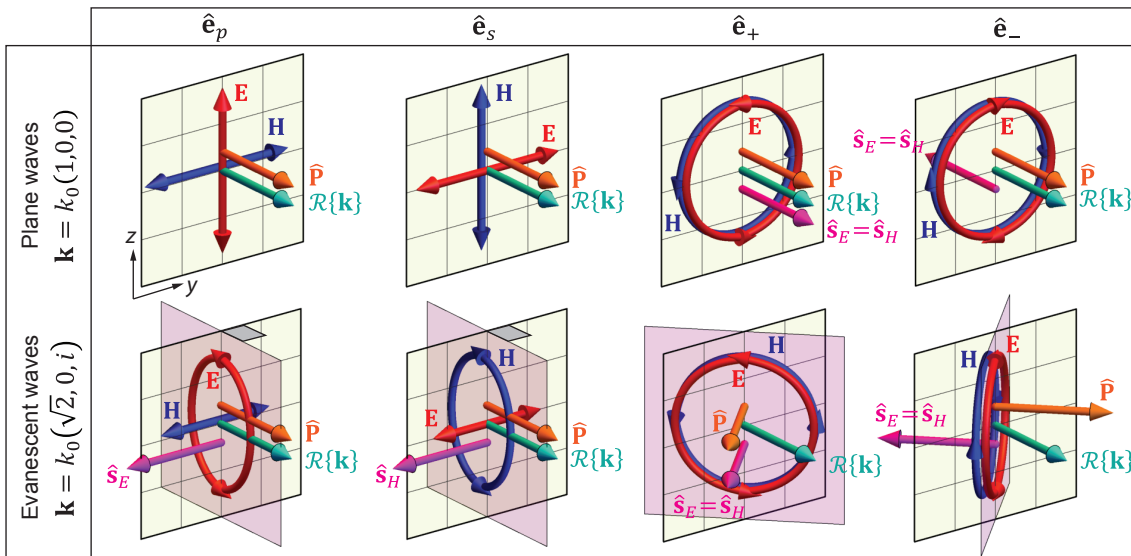 ê_p ê_s ê_+ ê_−
Plane waves
𝐤 = k_0(1,0,0)
E
H
P̂
ℛ{𝐤}
z
y
H
E
P̂
ℛ{𝐤}
E
H
P̂
ℛ{𝐤}
ŝ_E=ŝ_H
E
ŝ_E=ŝ_H
H
P̂
ℛ{𝐤}
Evanescent waves
𝐤 = k_0(√2,0,i)
E
H
P̂
ℛ{𝐤}
ŝ_E
H
E
P̂
ℛ{𝐤}
ŝ_H
E
P̂
ℛ{𝐤}
ŝ_E=ŝ_H
H E
P̂
ŝ_E=ŝ_H
ℛ{𝐤}